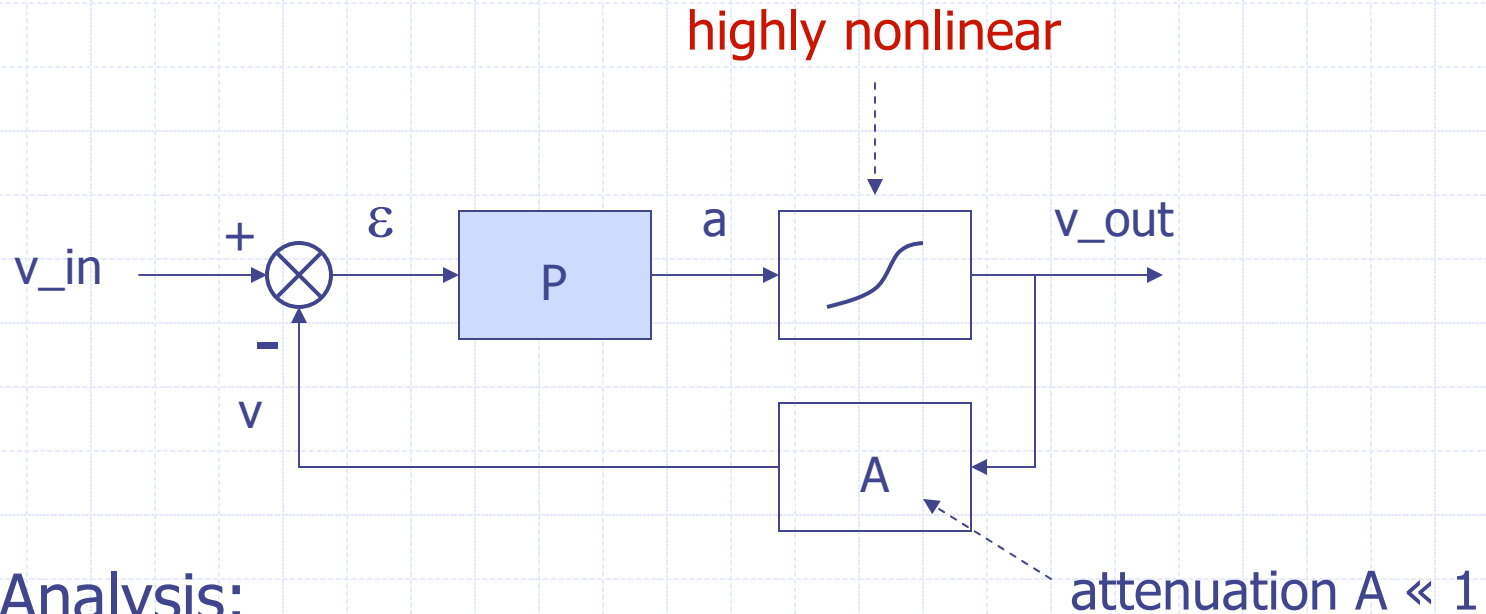 highly nonlinear
v_in
+
ε
P
a
v_out
-
v
A
Analysis:
attenuation A « 1